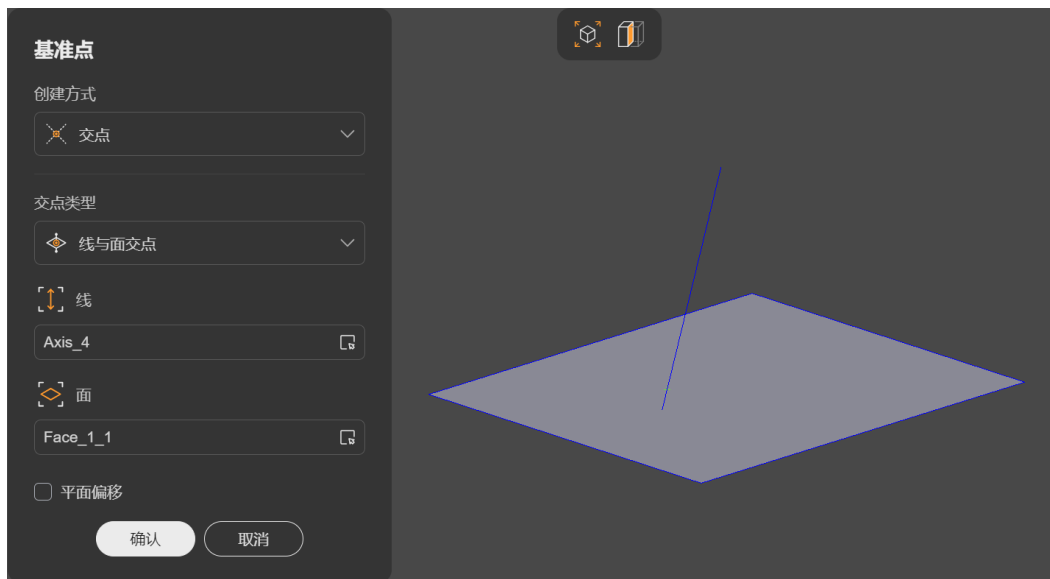 基准点
创建方式
交点
交点类型
线与面交点
线
Axis_4
面
Face_1_1
平面偏移
确认 取消